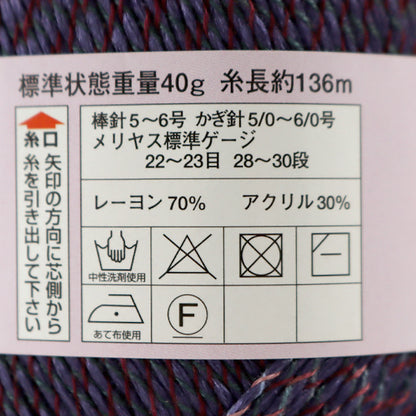 標準状態重量40g 糸長約136m
糸口
矢印の方向に芯側から
糸を引き出して下さい
棒針5〜6号 かぎ針5/0〜6/0号
メリヤス標準ゲージ
22〜23目 28〜30段
レーヨン70% アクリル30%
中性洗剤使用
あて布使用
F